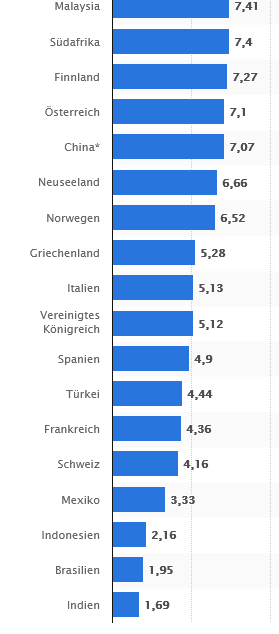 Malaysia 7,41
Südafrika 7,4
Finnland 7,27
Österreich 7,1
China* 7,07
Neuseeland 6,66
Norwegen 6,52
Griechenland 5,28
Italien 5,13
Vereinigtes
Königreich 5,12
Spanien 4,9
Türkei 4,44
Frankreich 4,36
Schweiz 4,16
Mexiko 3,33
Indonesien 2,16
Brasilien 1,95
Indien 1,69